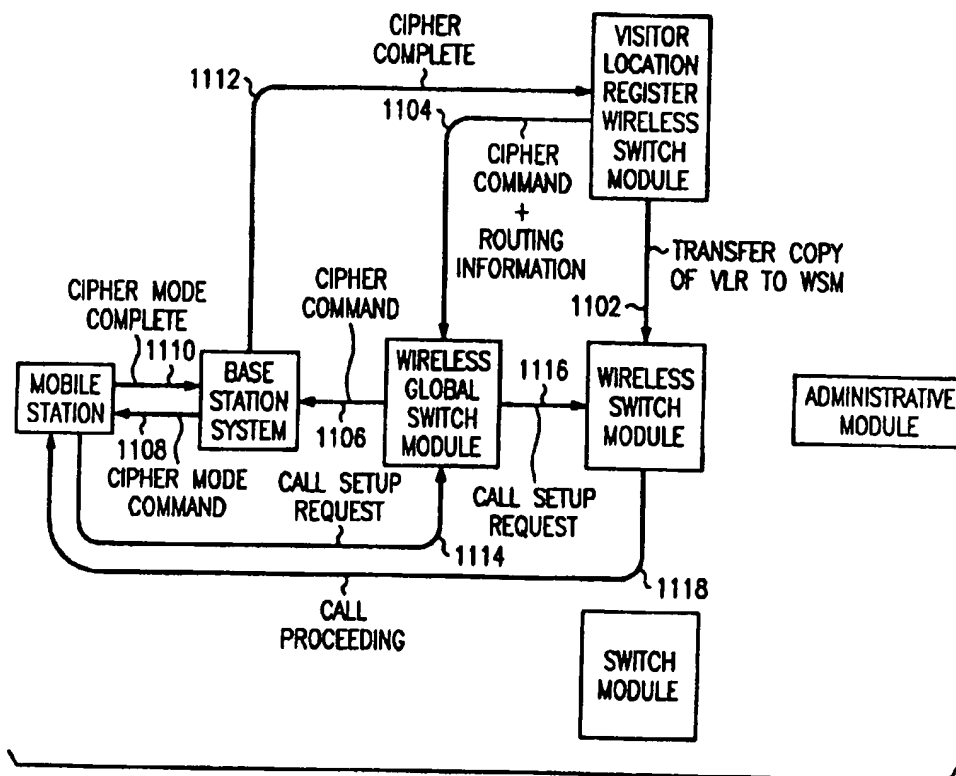 CIPHER
COMPLETE
1112
VISITOR
LOCATION
REGISTER
WIRELESS
SWITCH
MODULE
1104
CIPHER
COMMAND
+
ROUTING
INFORMATION
TRANSFER COPY
OF VLR TO WSM
1102
CIPHER MODE
COMPLETE
1110
CIPHER
COMMAND
MOBILE
STATION
BASE
STATION
SYSTEM
WIRELESS
GLOBAL
SWITCH
MODULE
1116
WIRELESS
SWITCH
MODULE
ADMINISTRATIVE
MODULE
1108
CIPHER MODE
COMMAND
1106
CALL SETUP
REQUEST
CALL SETUP
REQUEST
1114
1118
CALL
PROCEEDING
SWITCH
MODULE